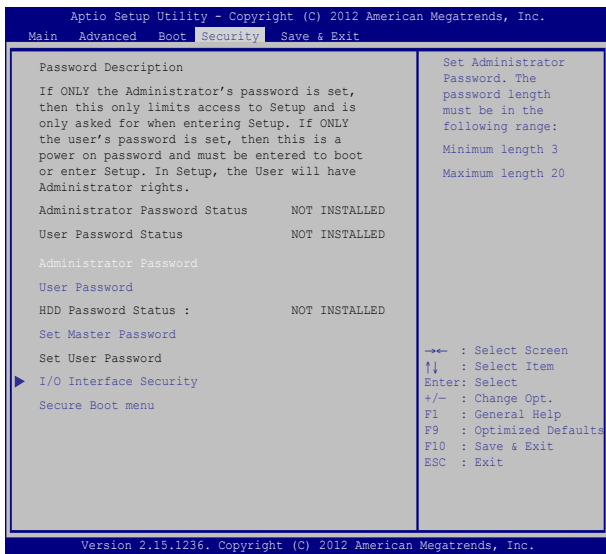 Aptio Setup Utility - Copyright (C) 2012 American Megatrends, Inc.
Main Advanced Boot Security Save & Exit
Password Description
If ONLY the Administrator's password is set,
then this only limits access to Setup and is
only asked for when entering Setup. If ONLY
the user's password is set, then this is a
power on password and must be entered to boot
or enter Setup. In Setup, the User will have
Administrator rights.
Administrator Password Status NOT INSTALLED
User Password Status NOT INSTALLED
Administrator Password
User Password
HDD Password Status : NOT INSTALLED
Set Master Password
Set User Password
I/O Interface Security
Secure Boot menu
Set Administrator
Password. The
password length
must be in the
following range:
Minimum length 3
Maximum length 20
→← : Select Screen
↑↓ : Select Item
Enter: Select
+/— : Change Opt.
F1 : General Help
F9 : Optimized Defaults
F10 : Save & Exit
ESC : Exit
Version 2.15.1236. Copyright (C) 2012 American Megatrends, Inc.